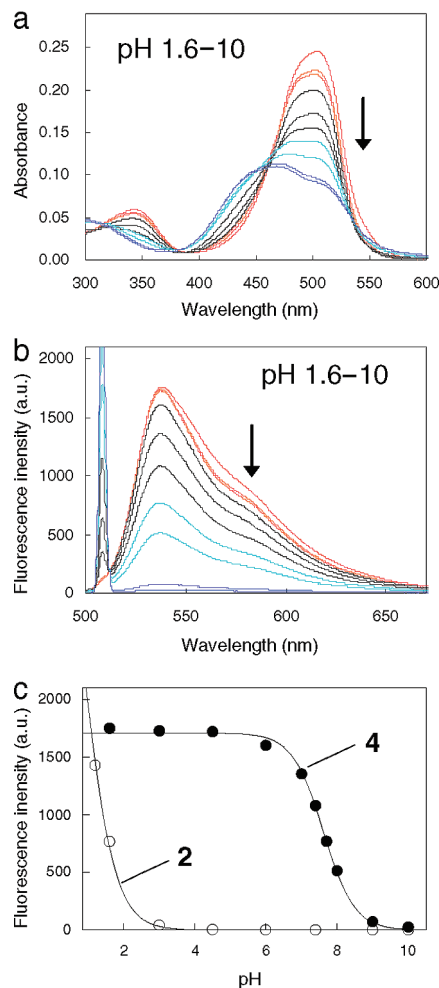 a
pH 1.6–10
0.25
0.20
0.15
0.10
0.05
0.00
Absorbance
300 350 400 450 500 550 600
Wavelength (nm)
b
pH 1.6–10
2000
1500
1000
500
0
Fluorescence inensity (a.u.)
500 550 600 650
Wavelength (nm)
c
2000
1500
1000
500
0
Fluorescence inensity (a.u.)
4
2
2 4 6 8 10
pH